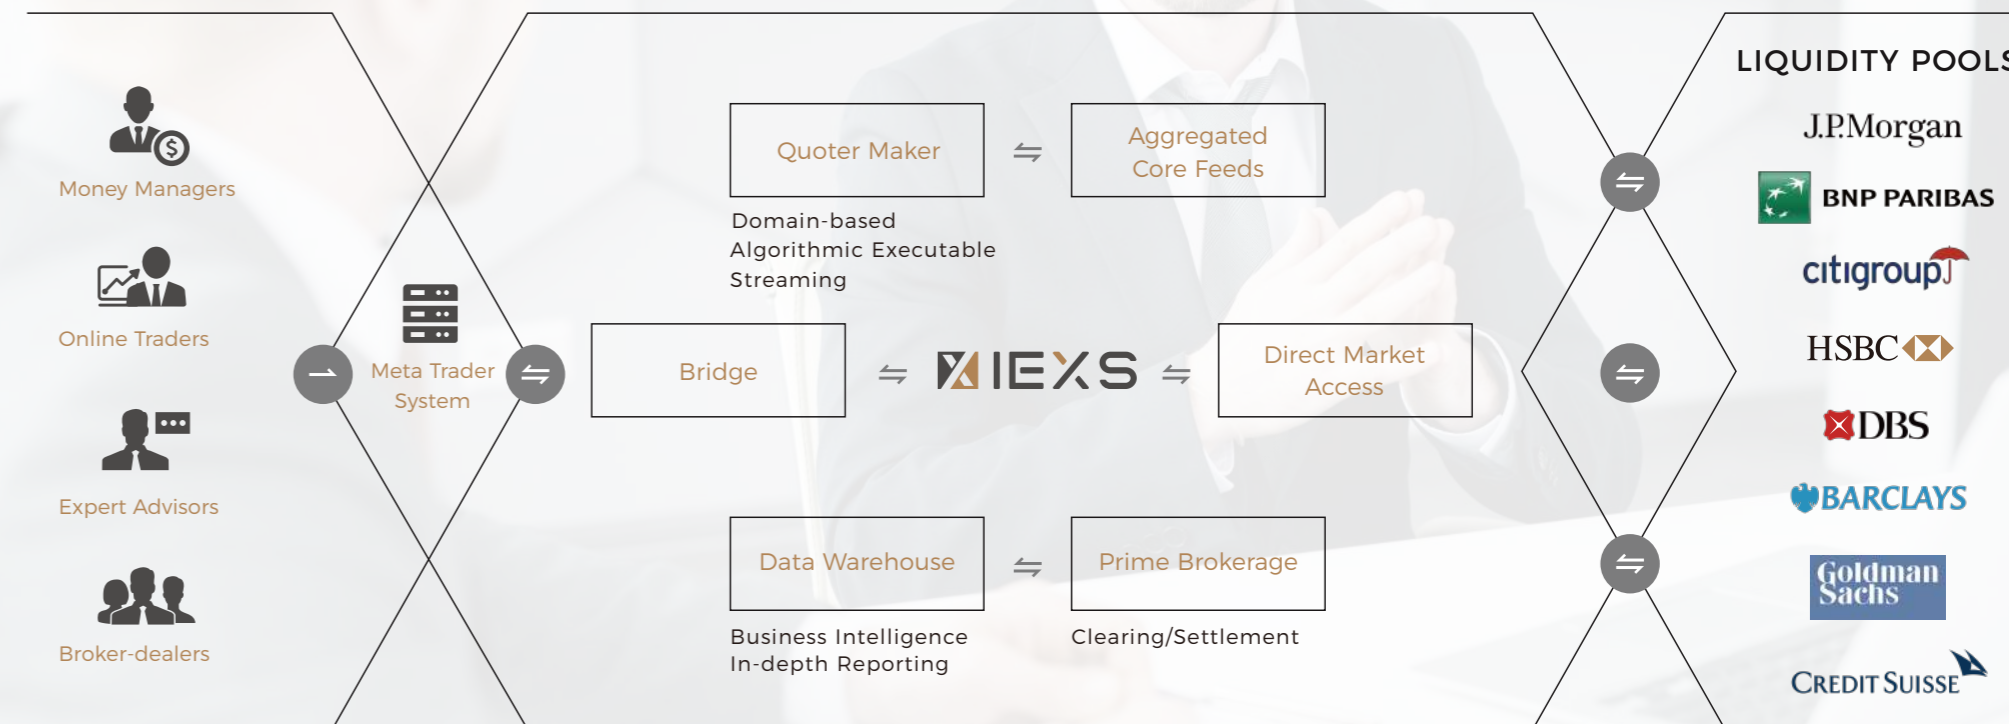 Money Managers
Online Traders
Expert Advisors
Broker-dealers
Meta Trader
System
Quoter Maker
Aggregated
Core Feeds
Domain-based
Algorithmic Executable
Streaming
Bridge
IEXS
Direct Market
Access
Data Warehouse
Prime Brokerage
Business Intelligence
In-depth Reporting
Clearing/Settlement
LIQUIDITY POOLS
J.P.Morgan
BNP PARIBAS
citigroup
HSBC
DBS
BARCLAYS
Goldman
Sachs
CREDIT SUISSE